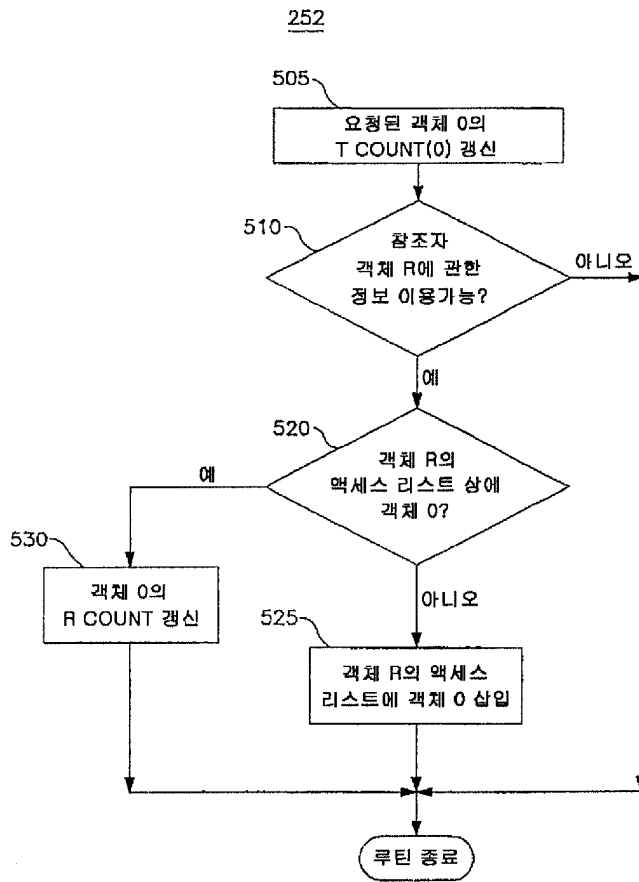 252
505
요청된 객체 0의
T COUNT(0) 갱신
510
참조자
객체 R에 관한
정보 이용가능?
아니오
예
520
객체 R의
액세스 리스트 상에
객체 0?
예
530
객체 0의
R COUNT 갱신
아니오
525
객체 R의 액세스
리스트에 객체 0 삽입
루틴 종료